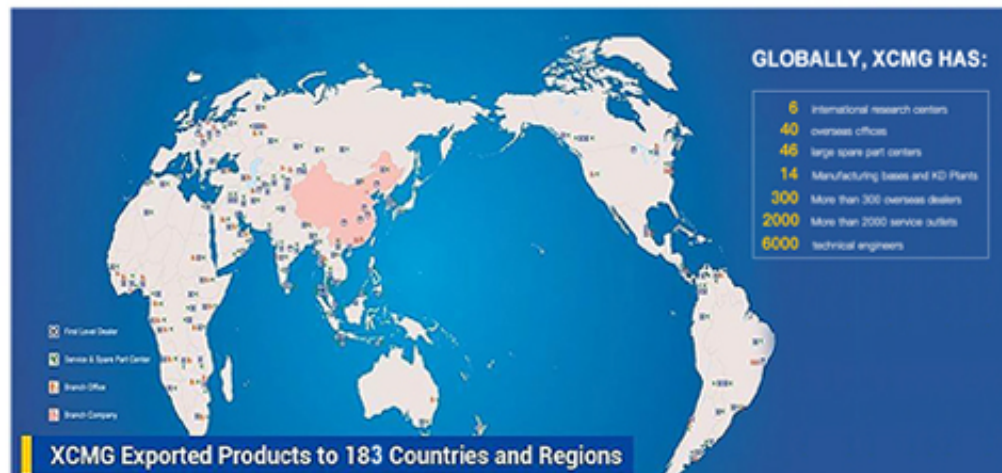 GLOBALLY, XCMG HAS:
6 International research centers
40 overseas offices
46 large spare part centers
14 Manufacturing bases and KD Plants
300 More than 300 overseas dealers
2000 More than 2000 service outlets
6000 technical engineers
First Level Dealer
Service & Spare Part Center
Branch Office
Branch Company
XCMG Exported Products to 183 Countries and Regions